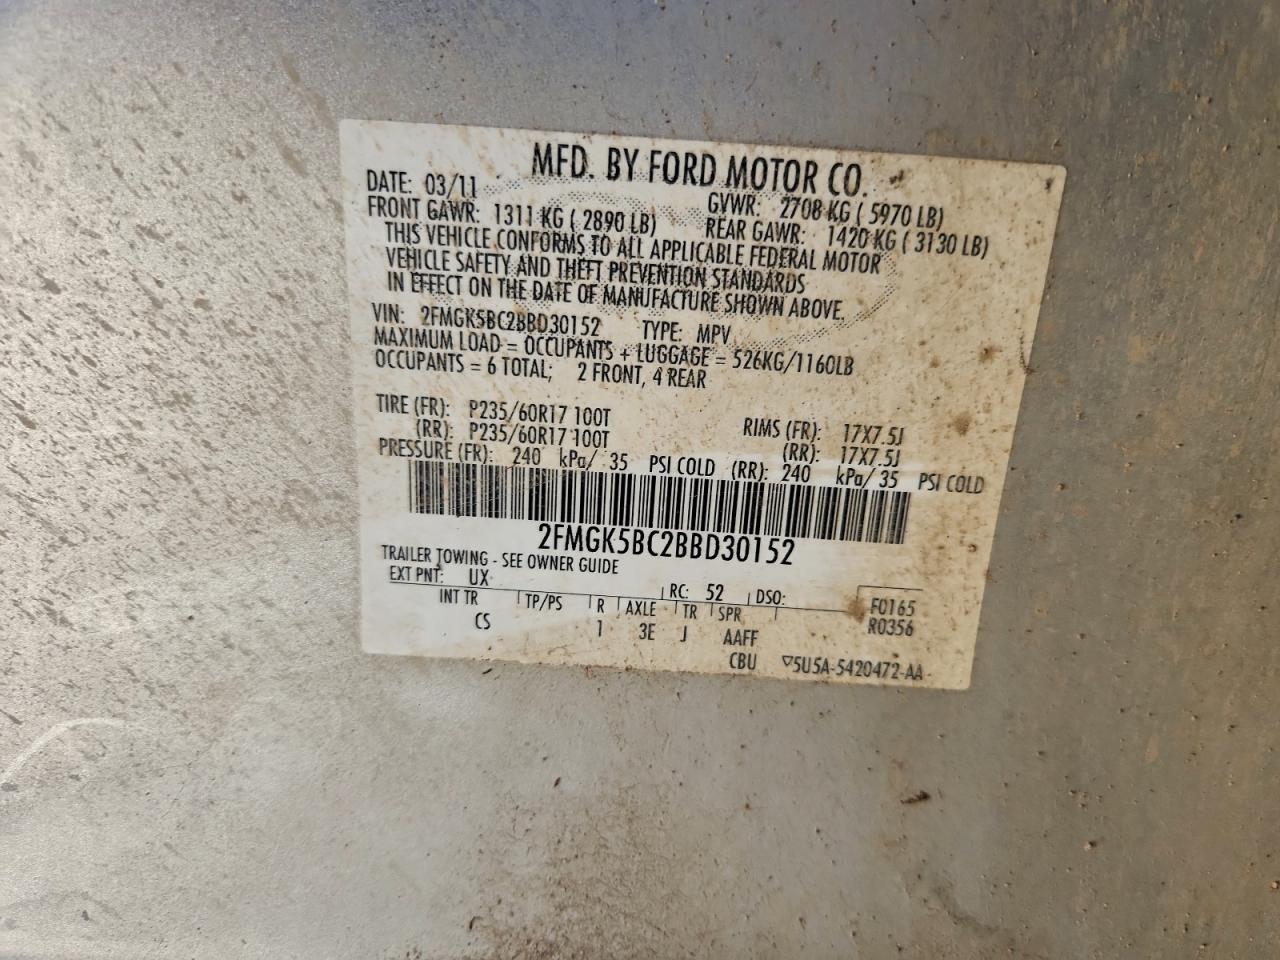 MFD. BY FORD MOTOR CO.
DATE: 03/11 GVWR: 2708 KG ( 5970 LB)
FRONT GAWR: 1311 KG ( 2890 LB) REAR GAWR: 1420 KG ( 3130 LB)
THIS VEHICLE CONFORMS TO ALL APPLICABLE FEDERAL MOTOR
VEHICLE SAFETY AND THEFT PREVENTION STANDARDS
IN EFFECT ON THE DATE OF MANUFACTURE SHOWN ABOVE.
VIN: 2FMGK5BC2BBD30152 TYPE: MPV
MAXIMUM LOAD = OCCUPANTS + LUGGAGE = 526KG/1160LB
OCCUPANTS = 6 TOTAL; 2 FRONT, 4 REAR
TIRE (FR): P235/60R17 100T RIMS (FR): 17X7.5J
(RR): P235/60R17 100T (RR): 17X7.5J
PRESSURE (FR): 240 kPa/ 35 PSI COLD (RR): 240 kPa/ 35 PSI COLD
2FMGK5BC2BBD30152
TRAILER TOWING - SEE OWNER GUIDE
EXT PNT: UX RC: 52 DSO: F0165
INT TR TP/PS R AXLE TR SPR R0356
CS 1 3E J AAFF
CBU ▽5U5A-5420472-AA